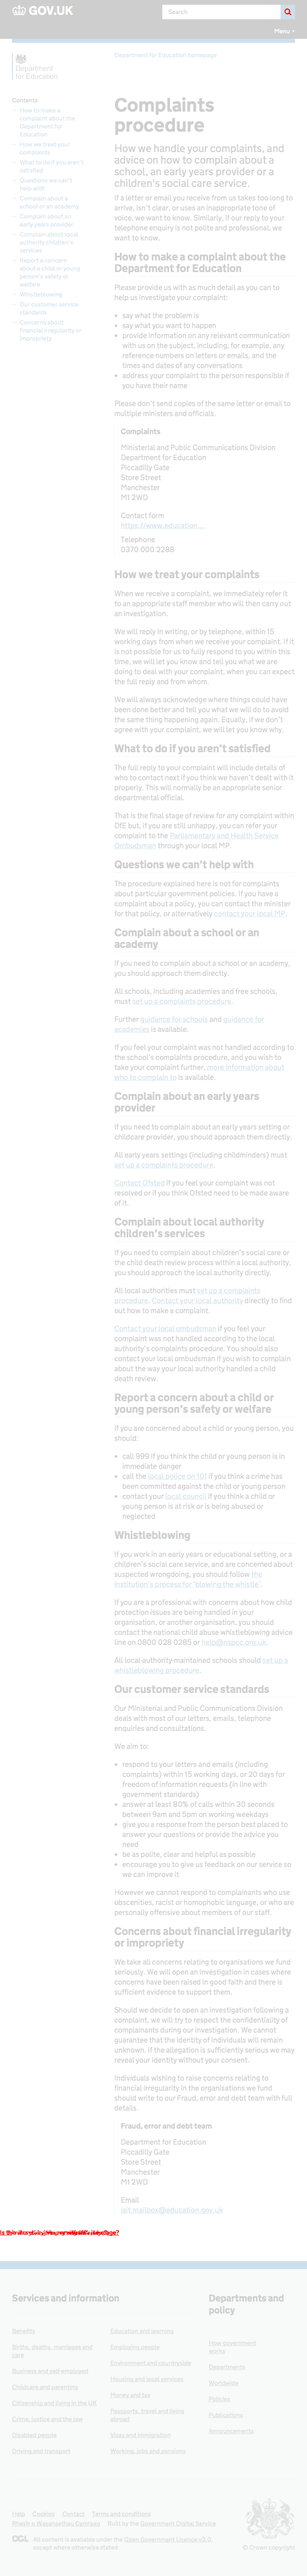 GOV.UK
Search
Menu
Department for Education homepage
Department
for Education
Contents
How to make a
complaint about the
Department for
Education
How we treat your
complaints
What to do if you aren't
satisfied
Questions we can't
help with
Complain about a
school or an academy
Complain about an
early years provider
Complain about local
authority children's
services
Report a concern
about a child or young
person's safety or
welfare
Whistleblowing
Our customer service
standards
Concerns about
financial irregularity or
impropriety
Complaints
procedure
How we handle your complaints, and
advice on how to complain about a
school, an early years provider or a
children's social care service.
If a letter or email you receive from us takes too long to
arrive, isn't clear, or uses an inappropriate tone of
voice, we want to know. Similarly, if our reply to your
telephone enquiry is not polite and professional, we
want to know.
How to make a complaint about the
Department for Education
Please provide us with as much detail as you can to
help us investigate your complaint:
say what the problem is
say what you want to happen
provide information on any relevant communication
with us on the subject, including, for example, your
reference numbers on letters or emails, and the
times and dates of any conversations
address your complaint to the person responsible if
you have their name
Please don't send copies of the same letter or email to
multiple ministers and officials.
Complaints
Ministerial and Public Communications Division
Department for Education
Piccadilly Gate
Store Street
Manchester
M1 2WD
Contact form
https://www.education....
Telephone
0370 000 2288
How we treat your complaints
When we receive a complaint, we immediately refer it
to an appropriate staff member who will then carry out
an investigation.
We will reply in writing, or by telephone, within 15
working days from when we receive your complaint. If it
is not possible for us to fully respond to you within this
time, we will let you know and tell you what we are
doing to deal with your complaint, when you can expect
the full reply and from whom.
We will always acknowledge where things could have
been done better and will tell you what we will do to
avoid the same thing happening again. Equally, if we don't
agree with your complaint, we will let you know why.
What to do if you aren't satisfied
The full reply to your complaint will include details of
who to contact next if you think we haven't dealt with it
properly. This will normally be an appropriate senior
departmental official.
That is the final stage of review for any complaint within
DfE but, if you are still unhappy, you can refer your
complaint to the Parliamentary and Health Service
Ombudsman through your local MP.
Questions we can't help with
The procedure explained here is not for complaints
about particular government policies. If you have a
complaint about a policy, you can contact the minister
for that policy, or alternatively contact your local MP.
Complain about a school or an
academy
If you need to complain about a school or an academy,
you should approach them directly.
All schools, including academies and free schools,
must set up a complaints procedure.
Further guidance for schools and guidance for
academies is available.
If you feel your complaint was not handled according to
the school's complaints procedure, and you wish to
take your complaint further, more information about
who to complain to is available.
Complain about an early years
provider
If you need to complain about an early years setting or
childcare provider, you should approach them directly.
All early years settings (including childminders) must
set up a complaints procedure.
Contact Ofsted if you feel your complaint was not
resolved or if you think Ofsted need to be made aware
of it.
Complain about local authority
children's services
If you need to complain about children's social care or
the child death review process within a local authority,
you should approach the local authority directly.
All local authorities must set up a complaints
procedure. Contact your local authority directly to find
out how to make a complaint.
Contact your local ombudsman if you feel your
complaint was not handled according to the local
authority's complaints procedure. You should also
contact your local ombudsman if you wish to complain
about the way your local authority handled a child
death review.
Report a concern about a child or
young person's safety or welfare
If you are concerned about a child or young person, you
should:
call 999 if you think the child or young person is in
immediate danger
call the local police on 101 if you think a crime has
been committed against the child or young person
contact your local council if you think a child or
young person is at risk or is being abused or
neglected
Whistleblowing
If you work in an early years or educational setting, or a
children's social care service, and are concerned about
suspected wrongdoing, you should follow the
institution's process for 'blowing the whistle'.
If you are a professional with concerns about how child
protection issues are being handled in your
organisation, or another organisation, you should
contact the national child abuse whistleblowing advice
line on 0800 028 0285 or help@nspcc.org.uk.
All local-authority-maintained schools should set up a
whistleblowing procedure.
Our customer service standards
Our Ministerial and Public Communications Division
deals with most of our letters, emails, telephone
enquiries and consultations.
We aim to:
respond to your letters and emails (including
complaints) within 15 working days, or 20 days for
freedom of information requests (in line with
government standards)
answer at least 80% of calls within 30 seconds
between 9am and 5pm on working weekdays
give you a response from the person best placed to
answer your questions or provide the advice you
need
be as polite, clear and helpful as possible
encourage you to give us feedback on our service so
we can improve it
However we cannot respond to complainants who use
obscenities, racist or homophobic language, or who are
personally offensive about members of our staff.
Concerns about financial irregularity
or impropriety
We take all concerns relating to organisations we fund
seriously. We will open an investigation in cases where
concerns have been raised in good faith and there is
sufficient evidence to support them.
Should we decide to open an investigation following a
complaint, we will try to respect the confidentiality of
complainants during our investigation. We cannot
guarantee that the identity of individuals will remain
unknown. If the allegation is sufficiently serious we may
reveal your identity without your consent.
Individuals wishing to raise concerns relating to
financial irregularity in the organisations we fund
should write to our Fraud, error and debt team with full
details.
Fraud, error and debt team
Department for Education
Piccadilly Gate
Store Street
Manchester
M1 2WD
Email
iail.mailbox@education.gov.uk
Services and information
Departments and
policy
Benefits
Births, deaths, marriages and
care
Business and self-employed
Childcare and parenting
Citizenship and living in the UK
Crime, justice and the law
Disabled people
Driving and transport
Education and learning
Employing people
Environment and countryside
Housing and local services
Money and tax
Passports, travel and living
abroad
Visas and immigration
Working, jobs and pensions
How government
works
Departments
Worldwide
Policies
Publications
Announcements
Help Cookies Contact Terms and conditions
Rhestr o Wasanaethau Cymraeg Built by the Government Digital Service
OGL All content is available under the Open Government Licence v3.0,
except where otherwise stated
© Crown copyright